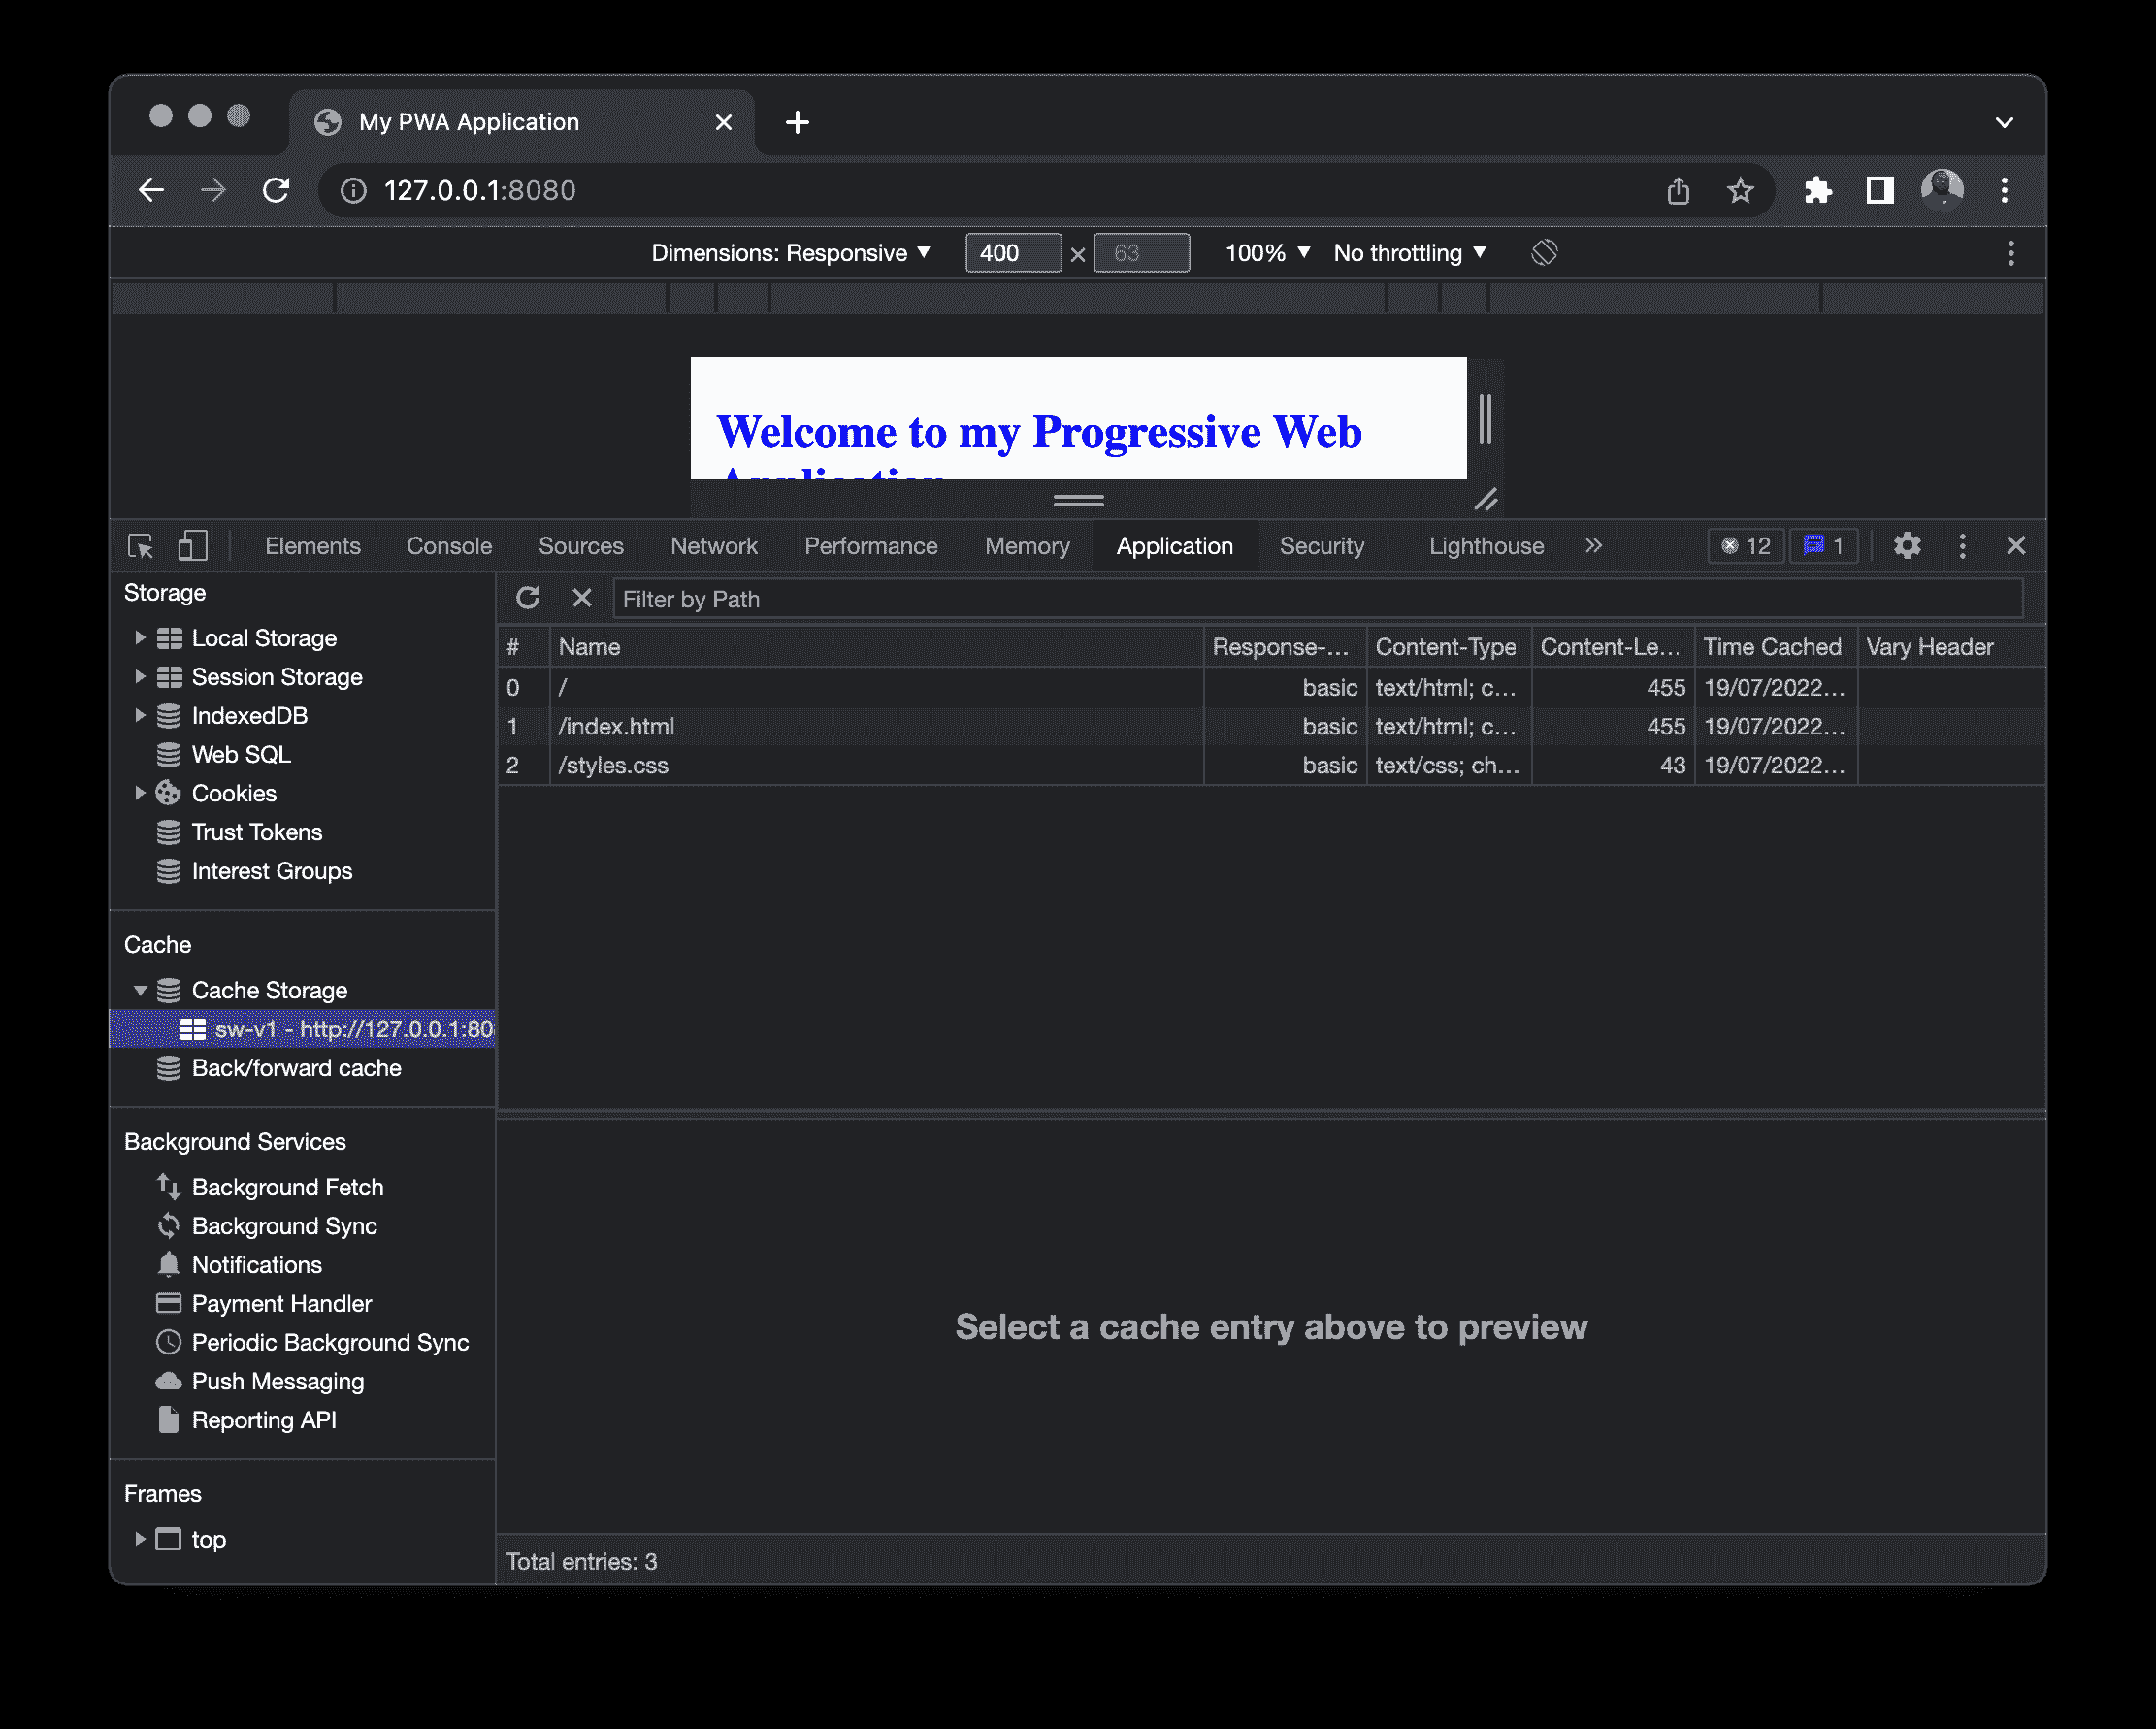 My PWA Application
127.0.0.1:8080
Dimensions: Responsive 400 × 63 100% No throttling
Welcome to my Progressive Web
Application
Elements Console Sources Network Performance Memory Application Security Lighthouse 12 1
Storage
Local Storage
Session Storage
IndexedDB
Web SQL
Cookies
Trust Tokens
Interest Groups
Cache
Cache Storage
sw-v1 - http://127.0.0.1:80
Back/forward cache
Background Services
Background Fetch
Background Sync
Notifications
Payment Handler
Periodic Background Sync
Push Messaging
Reporting API
Frames
top
Filter by Path
# Name Response-... Content-Type Content-Le... Time Cached Vary Header
0 / basic text/html; c... 455 19/07/2022...
1 /index.html basic text/html; c... 455 19/07/2022...
2 /styles.css basic text/css; ch... 43 19/07/2022...
Select a cache entry above to preview
Total entries: 3